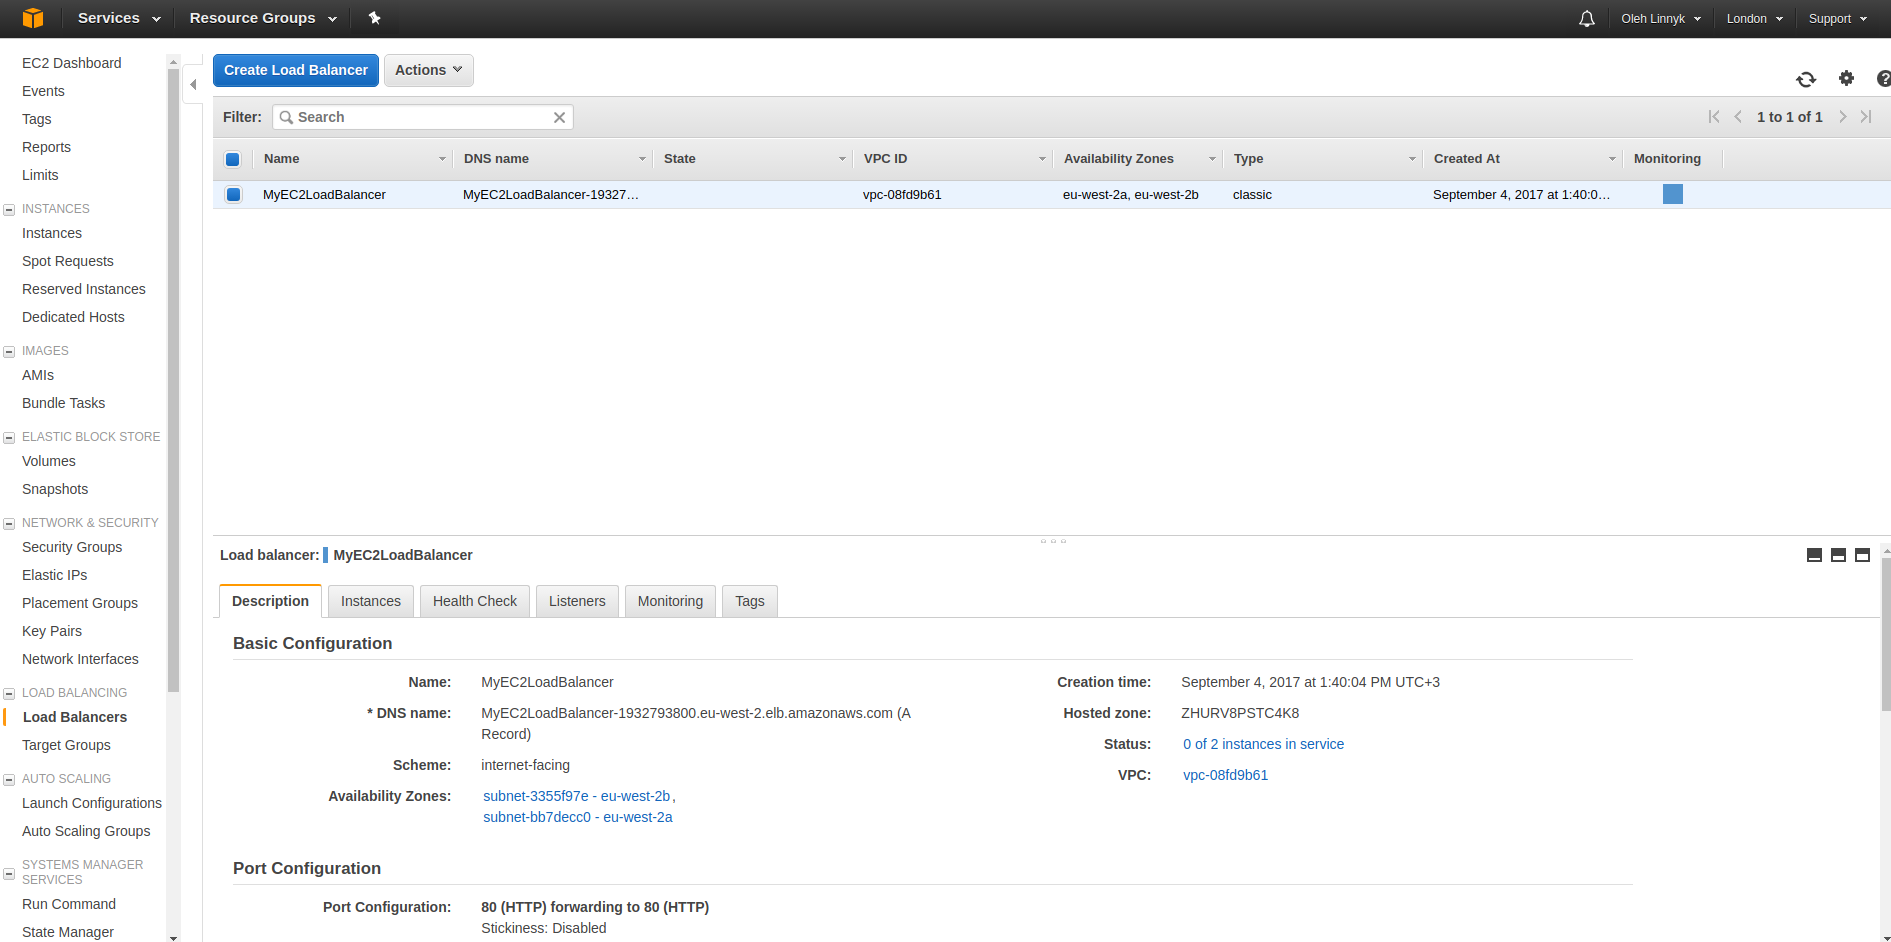 Services Resource Groups Oleh Linnyk London Support
EC2 Dashboard
Events
Tags
Reports
Limits
INSTANCES
Instances
Spot Requests
Reserved Instances
Dedicated Hosts
IMAGES
AMIs
Bundle Tasks
ELASTIC BLOCK STORE
Volumes
Snapshots
NETWORK & SECURITY
Security Groups
Elastic IPs
Placement Groups
Key Pairs
Network Interfaces
LOAD BALANCING
Load Balancers
Target Groups
AUTO SCALING
Launch Configurations
Auto Scaling Groups
SYSTEMS MANAGER
SERVICES
Run Command
State Manager
Create Load Balancer Actions
Filter: Search 1 to 1 of 1
Name DNS name State VPC ID Availability Zones Type Created At Monitoring
MyEC2LoadBalancer MyEC2LoadBalancer-19327… vpc-08fd9b61 eu-west-2a, eu-west-2b classic September 4, 2017 at 1:40:0…
Load balancer: MyEC2LoadBalancer
Description Instances Health Check Listeners Monitoring Tags
Basic Configuration
Name: MyEC2LoadBalancer
* DNS name: MyEC2LoadBalancer-1932793800.eu-west-2.elb.amazonaws.com (A
Record)
Scheme: internet-facing
Availability Zones: subnet-3355f97e - eu-west-2b,
subnet-bb7decc0 - eu-west-2a
Creation time: September 4, 2017 at 1:40:04 PM UTC+3
Hosted zone: ZHURV8PSTC4K8
Status: 0 of 2 instances in service
VPC: vpc-08fd9b61
Port Configuration
Port Configuration: 80 (HTTP) forwarding to 80 (HTTP)
Stickiness: Disabled